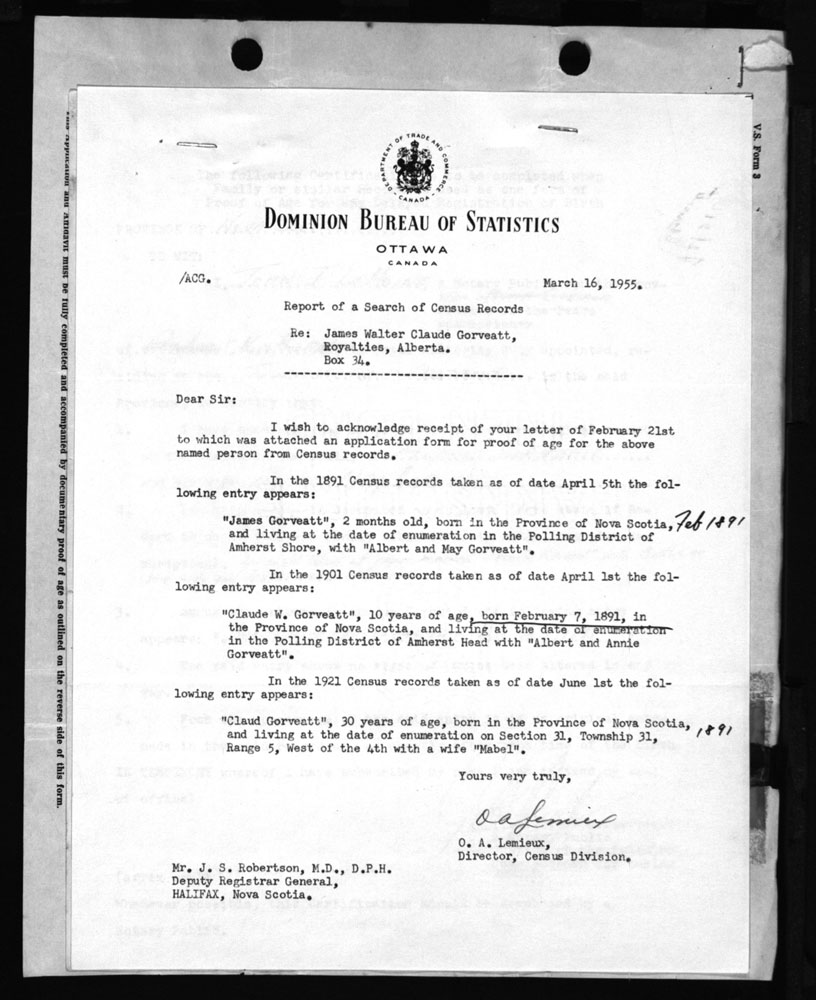 DEPARTMENT OF TRADE AND COMMERCE
CANADA
DOMINION BUREAU OF STATISTICS
OTTAWA
CANADA
/ACG.
March 16, 1955.
Report of a Search of Census Records
Re: James Walter Claude Gorveatt,
Royalties, Alberta.
Box 34.
Dear Sir:
I wish to acknowledge receipt of your letter of February 21st
to which was attached an application form for proof of age for the above
named person from Census records.
In the 1891 Census records taken as of date April 5th the fol-
lowing entry appears:
"James Gorveatt", 2 months old, born in the Province of Nova Scotia, Feb 1891
and living at the date of enumeration in the Polling District of
Amherst Shore, with "Albert and May Gorveatt".
In the 1901 Census records taken as of date April 1st the fol-
lowing entry appears:
"Claude W. Gorveatt", 10 years of age, born February 7, 1891, in
the Province of Nova Scotia, and living at the date of enumeration
in the Polling District of Amherst Head with "Albert and Annie
Gorveatt".
In the 1921 Census records taken as of date June 1st the fol-
lowing entry appears:
"Claud Gorveatt", 30 years of age, born in the Province of Nova Scotia, 1891
and living at the date of enumeration on Section 31, Township 31,
Range 5, West of the 4th with a wife "Mabel".
Yours very truly,
O A Lemieux
O. A. Lemieux,
Director, Census Division.
Mr. J. S. Robertson, M.D., D.P.H.
Deputy Registrar General,
HALIFAX, Nova Scotia.
V.S. Form 3
Application and Affidavit must be fully completed and accompanied by documentary proof of age as outlined on the reverse side of this form.